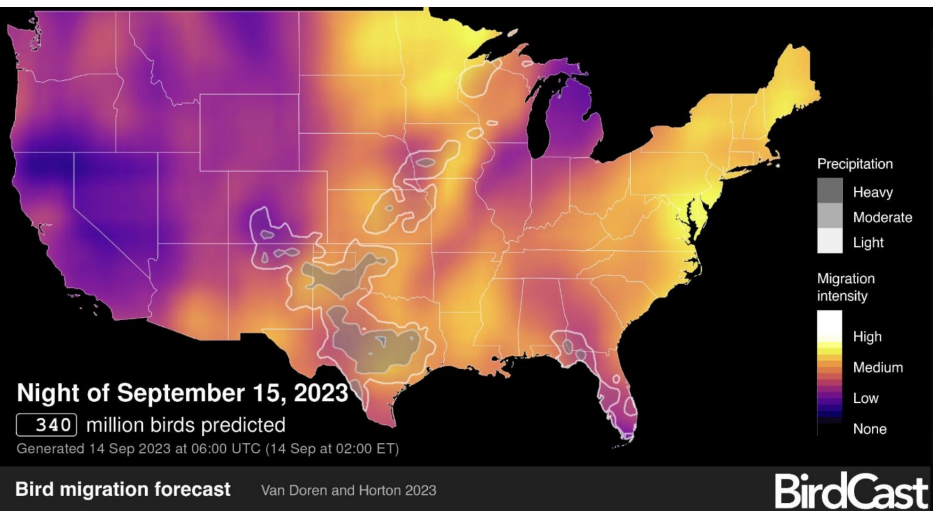 Precipitation
Heavy
Moderate
Light
Migration
intensity
High
Medium
Low
None
Night of September 15, 2023
340 million birds predicted
Generated 14 Sep 2023 at 06:00 UTC (14 Sep at 02:00 ET)
Bird migration forecast Van Doren and Horton 2023
BirdCast